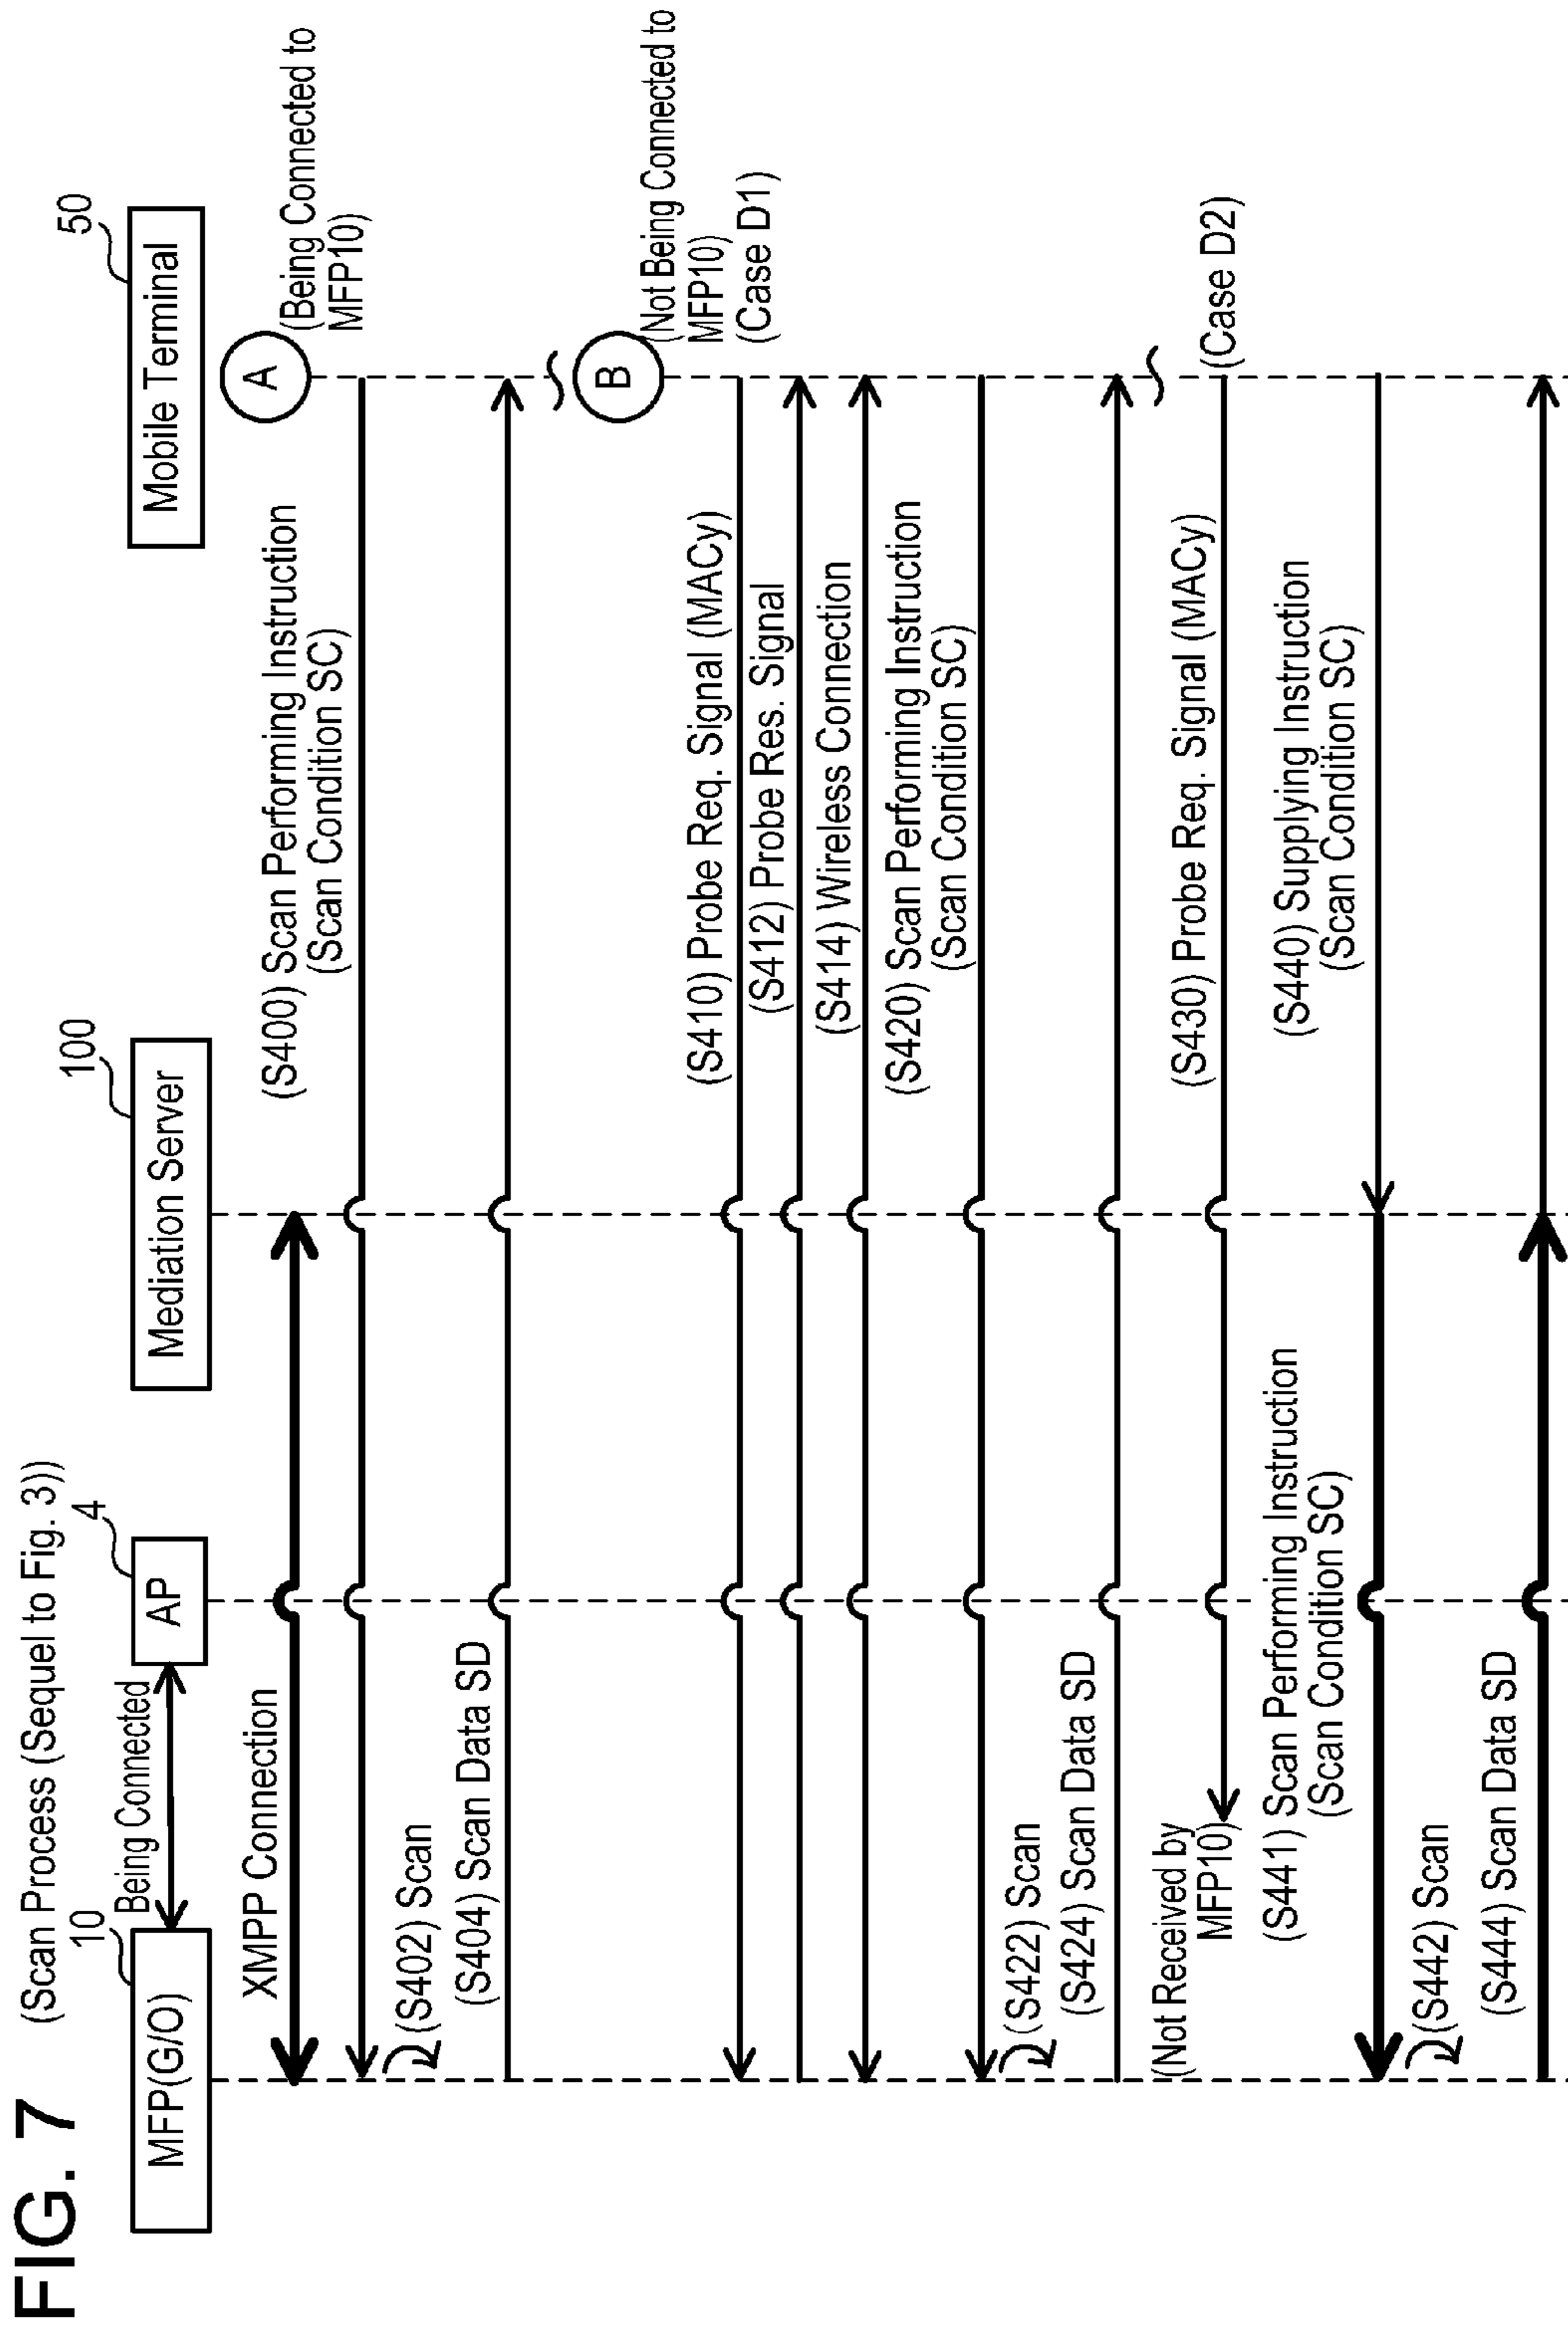 FIG. 7
(Scan Process (Sequel to Fig. 3))
10
MFP(G/O)
Being Connected
4
AP
100
Mediation Server
50
Mobile Terminal
XMPP Connection
A
(Being Connected to
MFP10)
(S400) Scan Performing Instruction
(Scan Condition SC)
(S402) Scan
(S404) Scan Data SD
B
(Not Being Connected to
MFP10)
(Case D1)
(S410) Probe Req. Signal (MACy)
(S412) Probe Res. Signal
(S414) Wireless Connection
(S420) Scan Performing Instruction
(Scan Condition SC)
(S422) Scan
(S424) Scan Data SD
(Case D2)
(S430) Probe Req. Signal (MACy)
(Not Received by
MFP10)
(S440) Supplying Instruction
(Scan Condition SC)
(S441) Scan Performing Instruction
(Scan Condition SC)
(S442) Scan
(S444) Scan Data SD